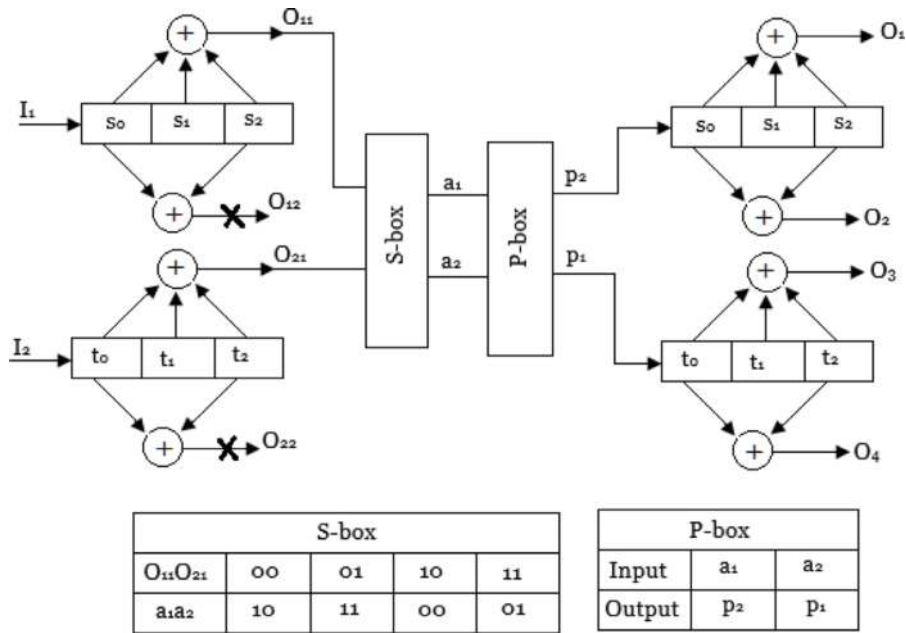 O₁₁
O₁
I₁
s₀ s₁ s₂
s₀ s₁ s₂
+
+
p₂
a₁
O₁₂
+
+
O₂
S-box
P-box
O₂₁
a₂
p₁
+
+
O₃
I₂
t₀ t₁ t₂
t₀ t₁ t₂
+
O₂₂
+
O₄
S-box
O₁₁O₂₁ 00 01 10 11
a₁a₂ 10 11 00 01
P-box
Input a₁ a₂
Output p₂ p₁